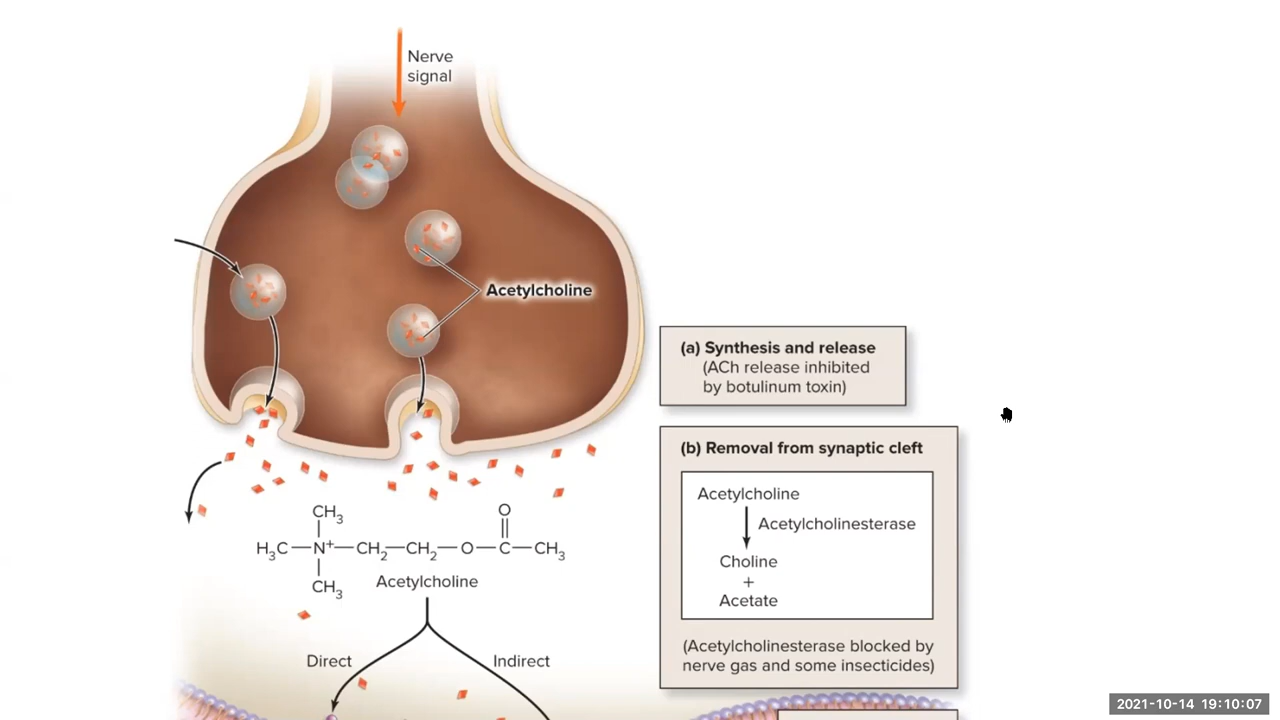 Nerve
signal
Acetylcholine
(a) Synthesis and release
(ACh release inhibited
by botulinum toxin)
(b) Removal from synaptic cleft
Acetylcholine
Acetylcholinesterase
Choline
+
Acetate
(Acetylcholinesterase blocked by
nerve gas and some insecticides)
CH3
O
H3C—N+—CH2—CH2—O—C—CH3
CH3
Acetylcholine
Direct
Indirect
2021-10-14 19:10:07